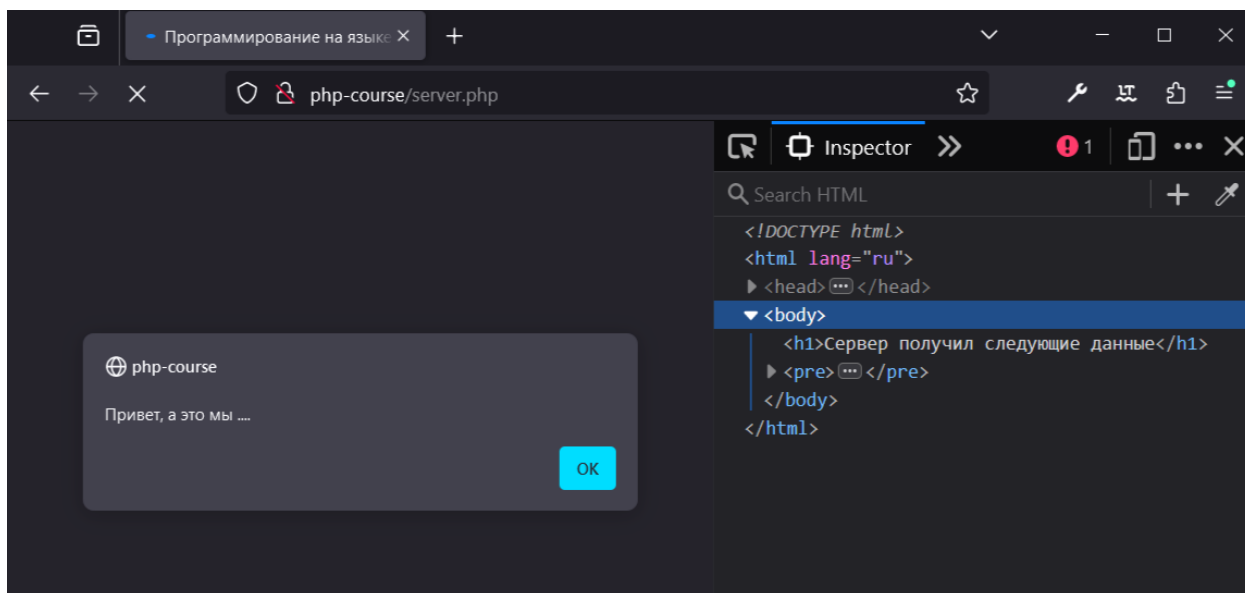 Программирование на языке
php-course/server.php
Inspector
1
Search HTML
<!DOCTYPE html>
<html lang="ru">
<head></head>
<body>
<h1>Сервер получил следующие данные</h1>
<pre></pre>
</body>
</html>
php-course
Привет, а это мы ....
OK